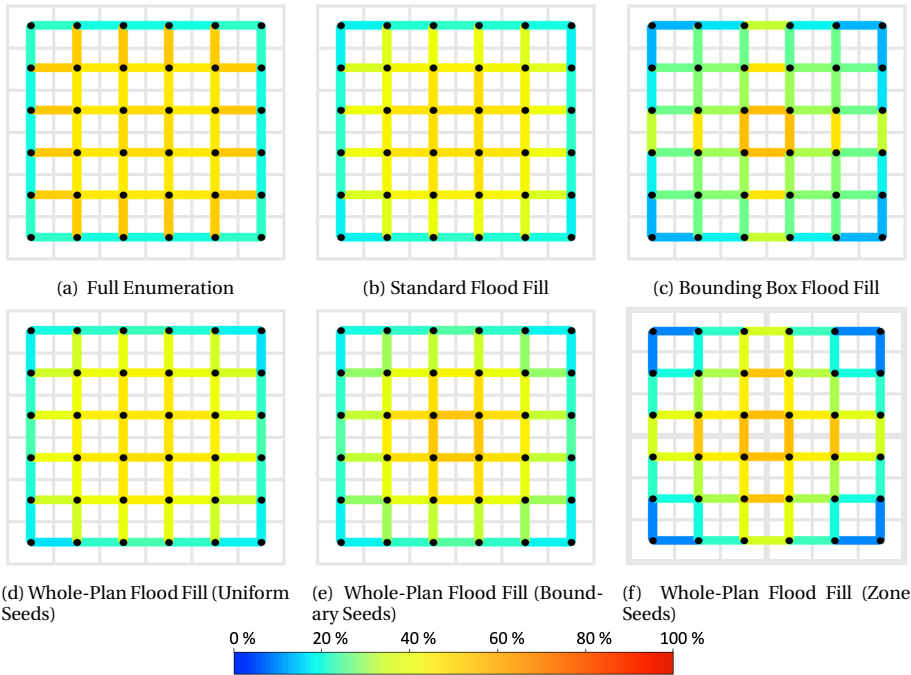 (a) Full Enumeration
(b) Standard Flood Fill
(c) Bounding Box Flood Fill
(d) Whole-Plan Flood Fill (Uniform
Seeds)
(e) Whole-Plan Flood Fill (Bound-
ary Seeds)
(f) Whole-Plan Flood Fill (Zone
Seeds)
0 % 20 % 40 % 60 % 80 % 100 %